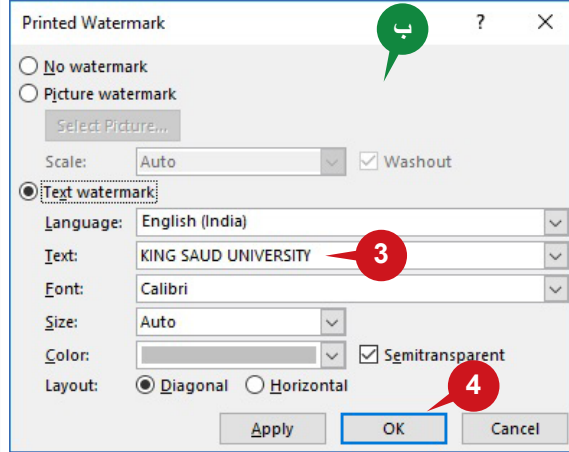 Printed Watermark ب ? ×
No watermark
Picture watermark
Select Picture...
Scale: Auto Washout
Text watermark
Language: English (India)
Text: KING SAUD UNIVERSITY 3
Font: Calibri
Size: Auto
Color: Semitransparent
Layout: Diagonal Horizontal 4
Apply OK Cancel